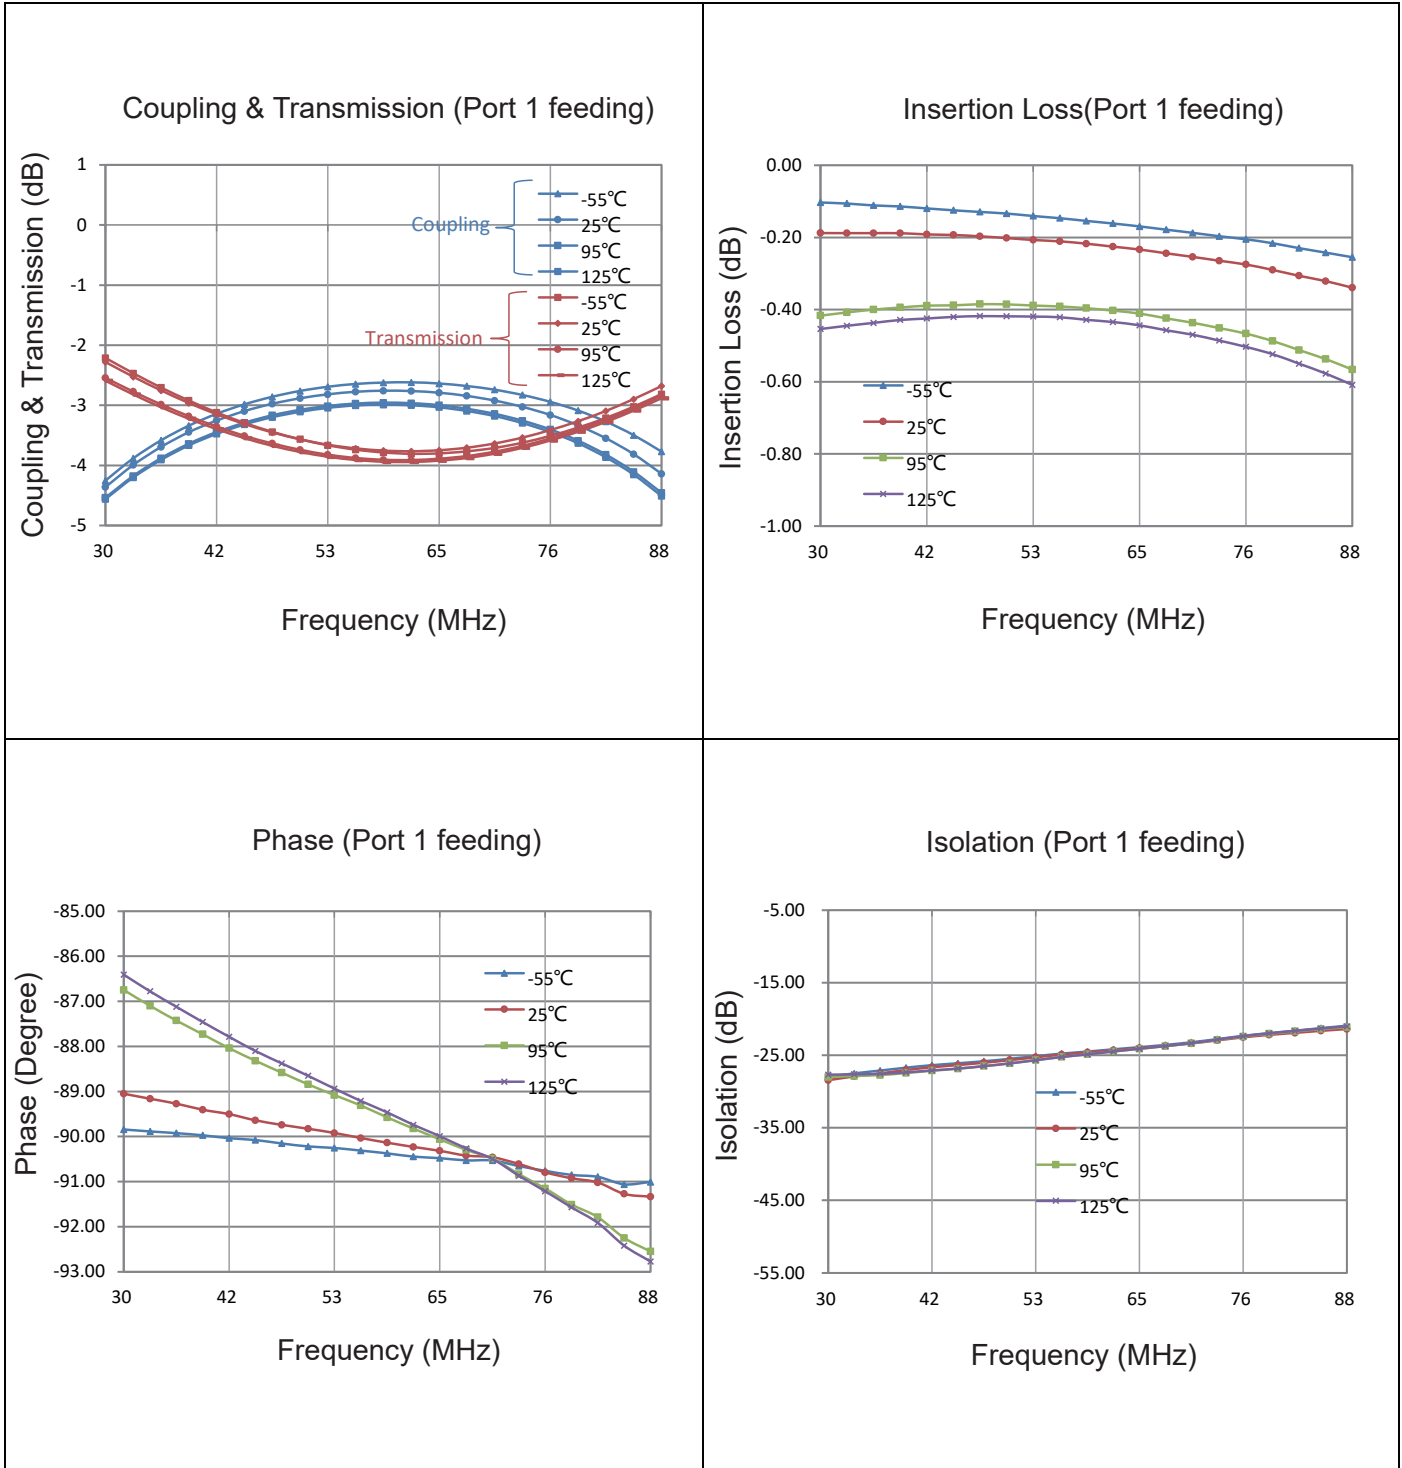 Coupling & Transmission (Port 1 feeding)
Coupling & Transmission (dB)
1
0
-1
-2
-3
-4
-5
Coupling
-55℃
25℃
95℃
125℃
Transmission
-55℃
25℃
95℃
125℃
30 42 53 65 76 88
Frequency (MHz)
Insertion Loss(Port 1 feeding)
Insertion Loss (dB)
0.00
-0.20
-0.40
-0.60
-0.80
-1.00
-55℃
25℃
95℃
125℃
30 42 53 65 76 88
Frequency (MHz)
Phase (Port 1 feeding)
Phase (Degree)
-85.00
-86.00
-87.00
-88.00
-89.00
-90.00
-91.00
-92.00
-93.00
-55℃
25℃
95℃
125℃
30 42 53 65 76 88
Frequency (MHz)
Isolation (Port 1 feeding)
Isolation (dB)
-5.00
-15.00
-25.00
-35.00
-45.00
-55.00
-55℃
25℃
95℃
125℃
30 42 53 65 76 88
Frequency (MHz)